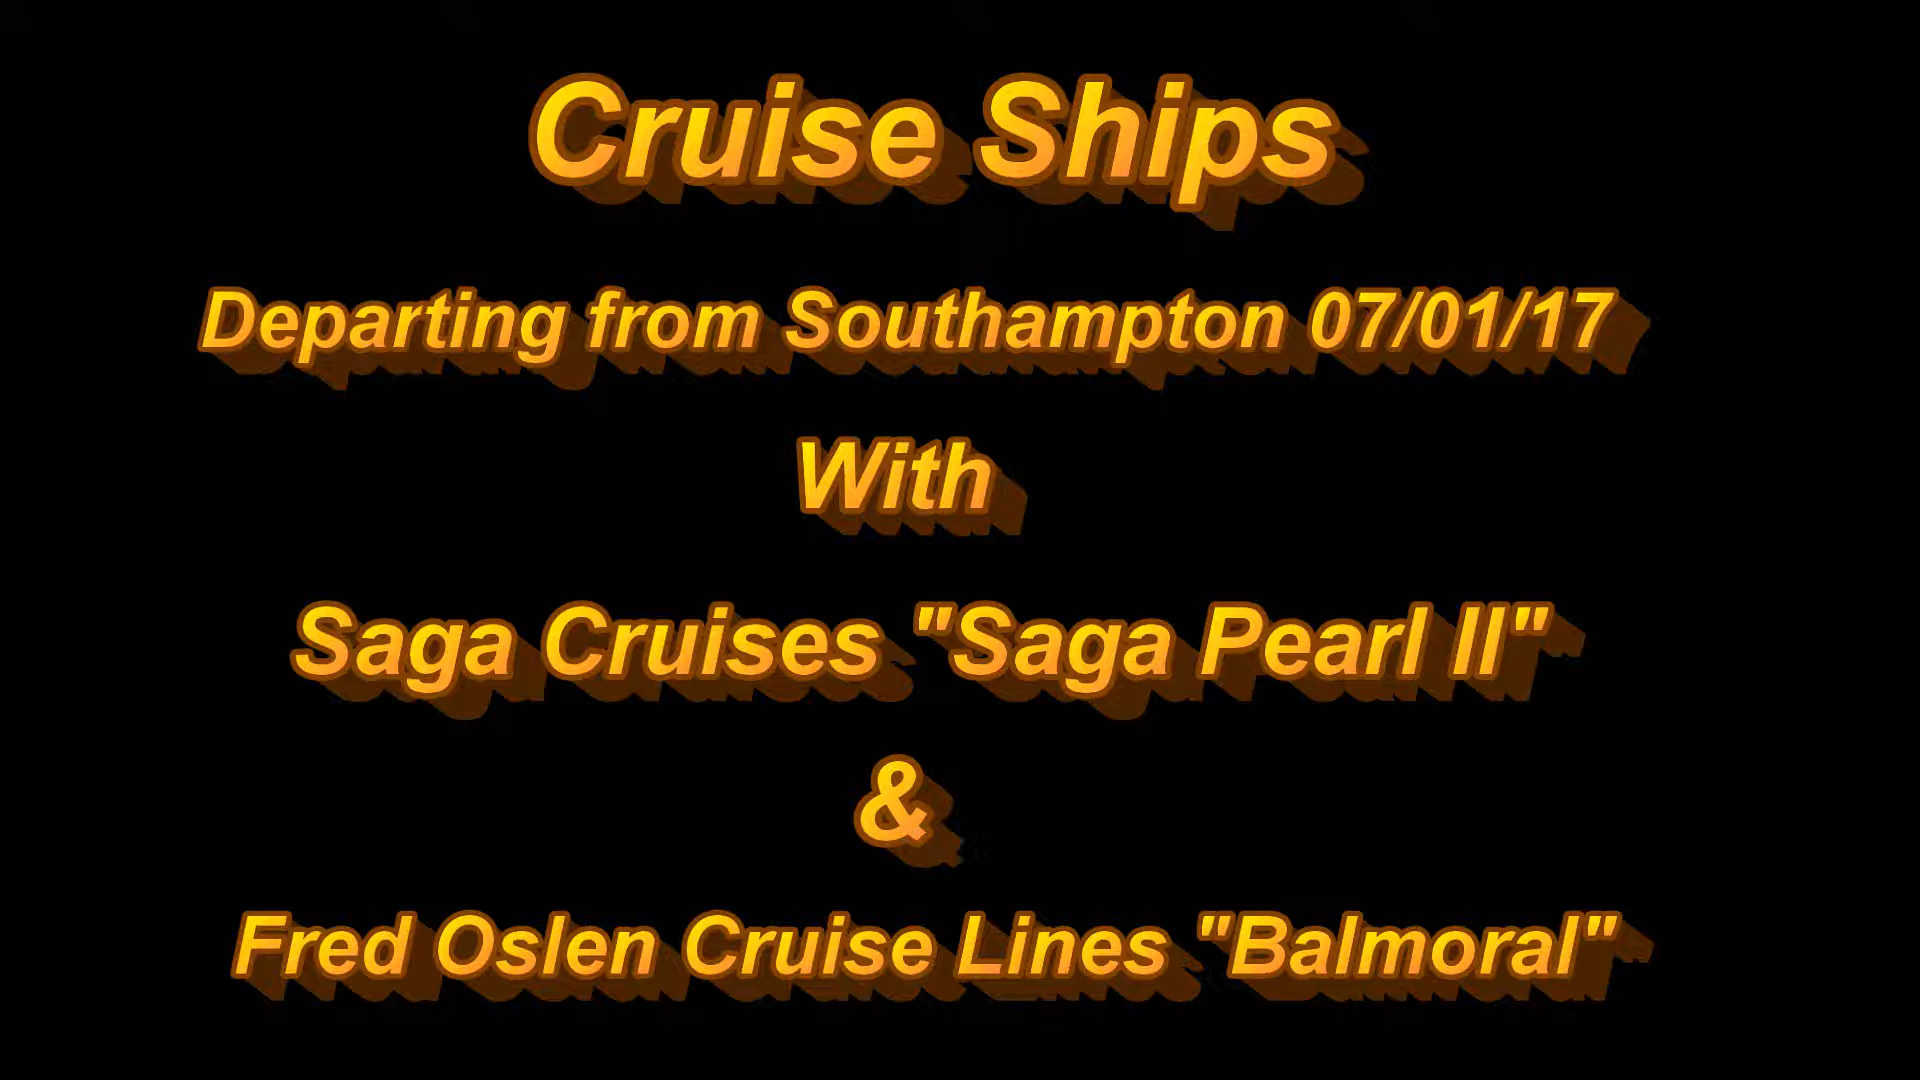 Cruise Ships
Departing from Southampton 07/01/17
With
Saga Cruises "Saga Pearl II"
&
Fred Oslen Cruise Lines "Balmoral"